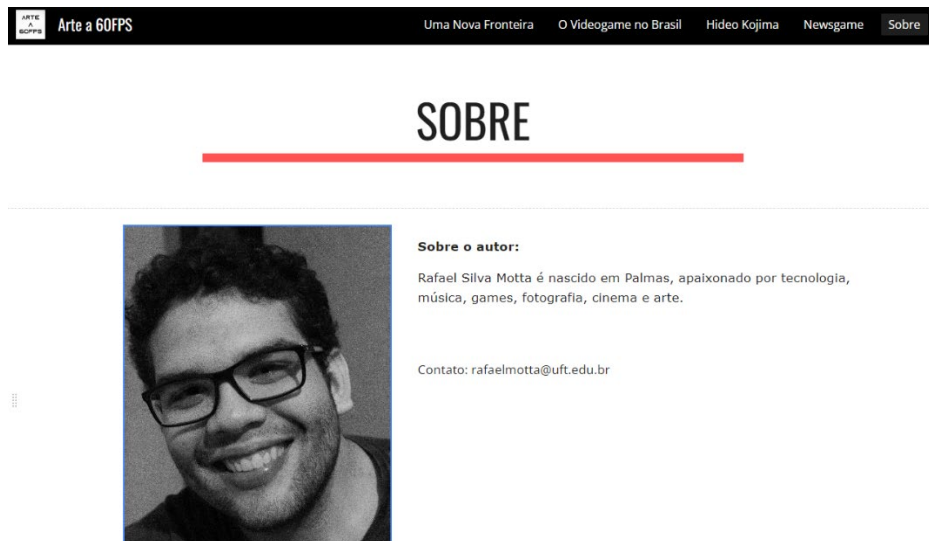 ARTE
A
60FPS
Arte a 60FPS
Uma Nova Fronteira
O Videogame no Brasil
Hideo Kojima
Newsgame
Sobre
SOBRE
Sobre o autor:
Rafael Silva Motta é nascido em Palmas, apaixonado por tecnologia,
música, games, fotografia, cinema e arte.
Contato: rafaelmotta@uft.edu.br